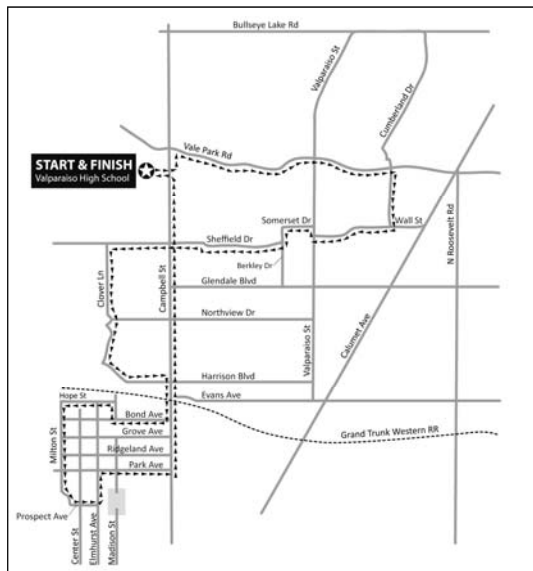 Bullseye Lake Rd
Valparaiso St
Cumberland Dr
Vale Park Rd
START & FINISH
Valparaiso High School
N Roosevelt Rd
Somerset Dr
Wall St
Sheffield Dr
Berkley Dr
Clover Ln
Campbell St
Glendale Blvd
Northview Dr
Valparaiso St
Calumet Ave
Harrison Blvd
Evans Ave
Hope St
Bond Ave
Grove Ave
Grand Trunk Western RR
Milton St
Ridgeland Ave
Park Ave
Prospect Ave
Center St
Elmhurst Ave
Madison St